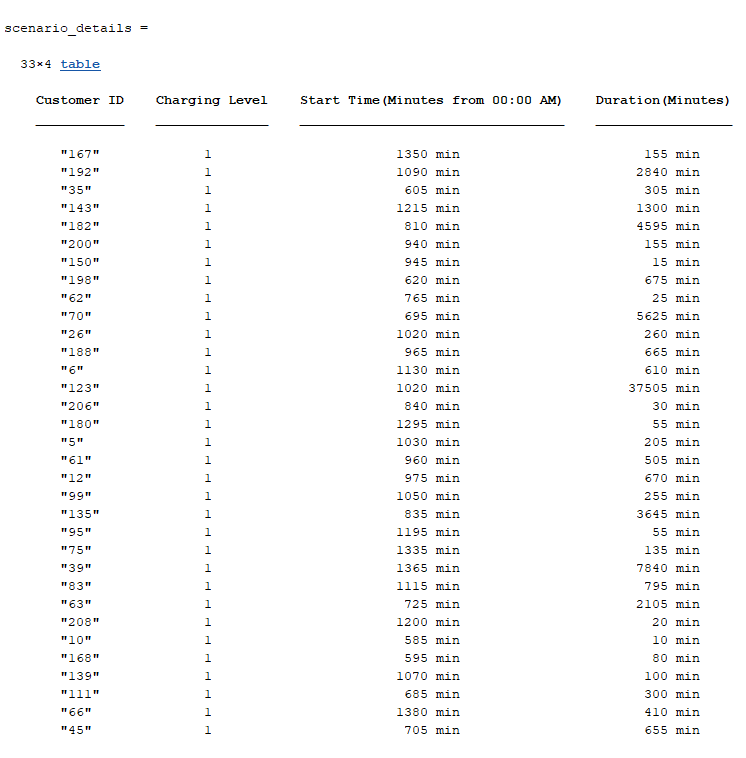 scenario_details =
33×4 table
Customer ID Charging Level Start Time(Minutes from 00:00 AM) Duration(Minutes)
"167" 1 1350 min 155 min
"192" 1 1090 min 2840 min
"35" 1 605 min 305 min
"143" 1 1215 min 1300 min
"182" 1 810 min 4595 min
"200" 1 940 min 155 min
"150" 1 945 min 15 min
"198" 1 620 min 675 min
"62" 1 765 min 25 min
"70" 1 695 min 5625 min
"26" 1 1020 min 260 min
"188" 1 965 min 665 min
"6" 1 1130 min 610 min
"123" 1 1020 min 37505 min
"206" 1 840 min 30 min
"180" 1 1295 min 55 min
"5" 1 1030 min 205 min
"61" 1 960 min 505 min
"12" 1 975 min 670 min
"99" 1 1050 min 255 min
"135" 1 835 min 3645 min
"95" 1 1195 min 55 min
"75" 1 1335 min 135 min
"39" 1 1365 min 7840 min
"83" 1 1115 min 795 min
"63" 1 725 min 2105 min
"208" 1 1200 min 20 min
"10" 1 585 min 10 min
"168" 1 595 min 80 min
"139" 1 1070 min 100 min
"111" 1 685 min 300 min
"66" 1 1380 min 410 min
"45" 1 705 min 655 min